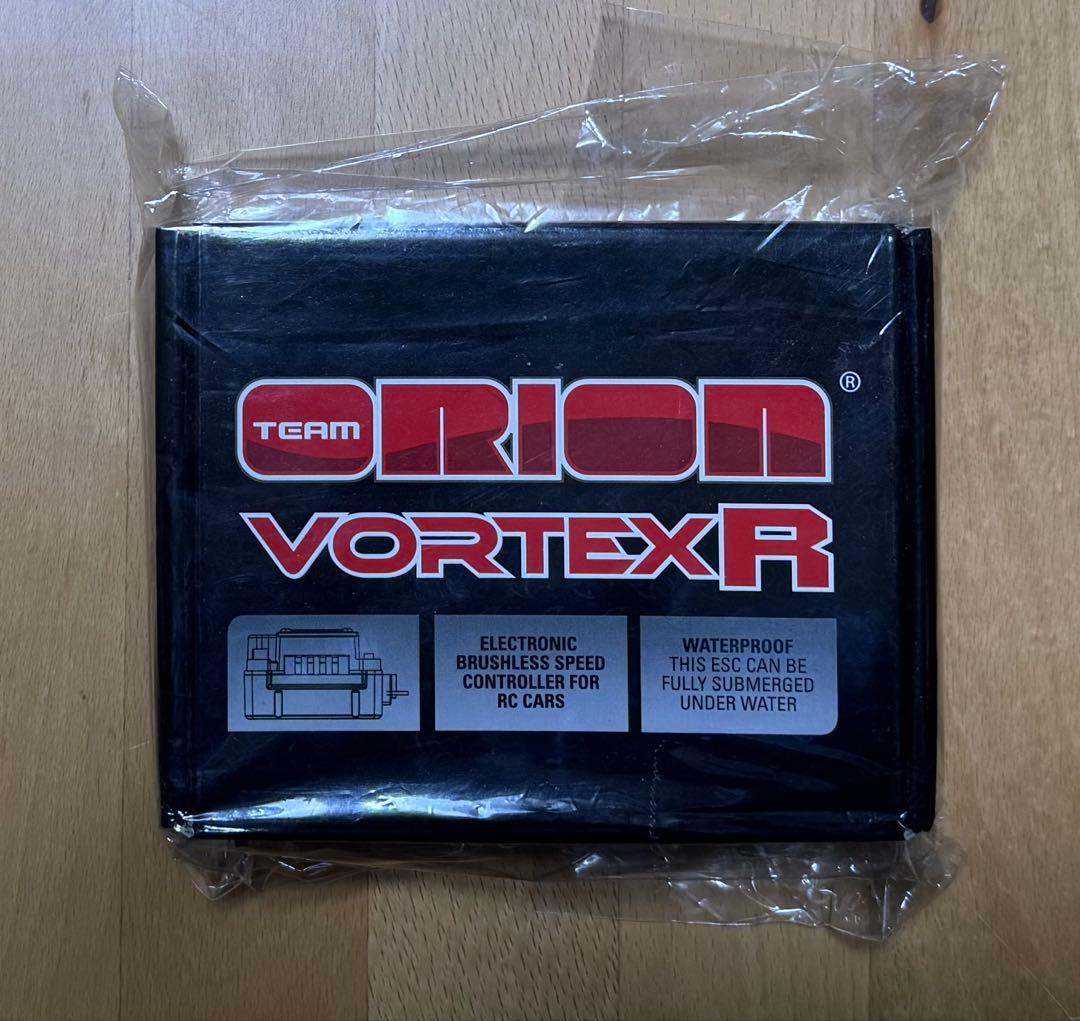 TEAM ORION ®
VORTEX R
ELECTRONIC
BRUSHLESS SPEED
CONTROLLER FOR
RC CARS
WATERPROOF
THIS ESC CAN BE
FULLY SUBMERGED
UNDER WATER